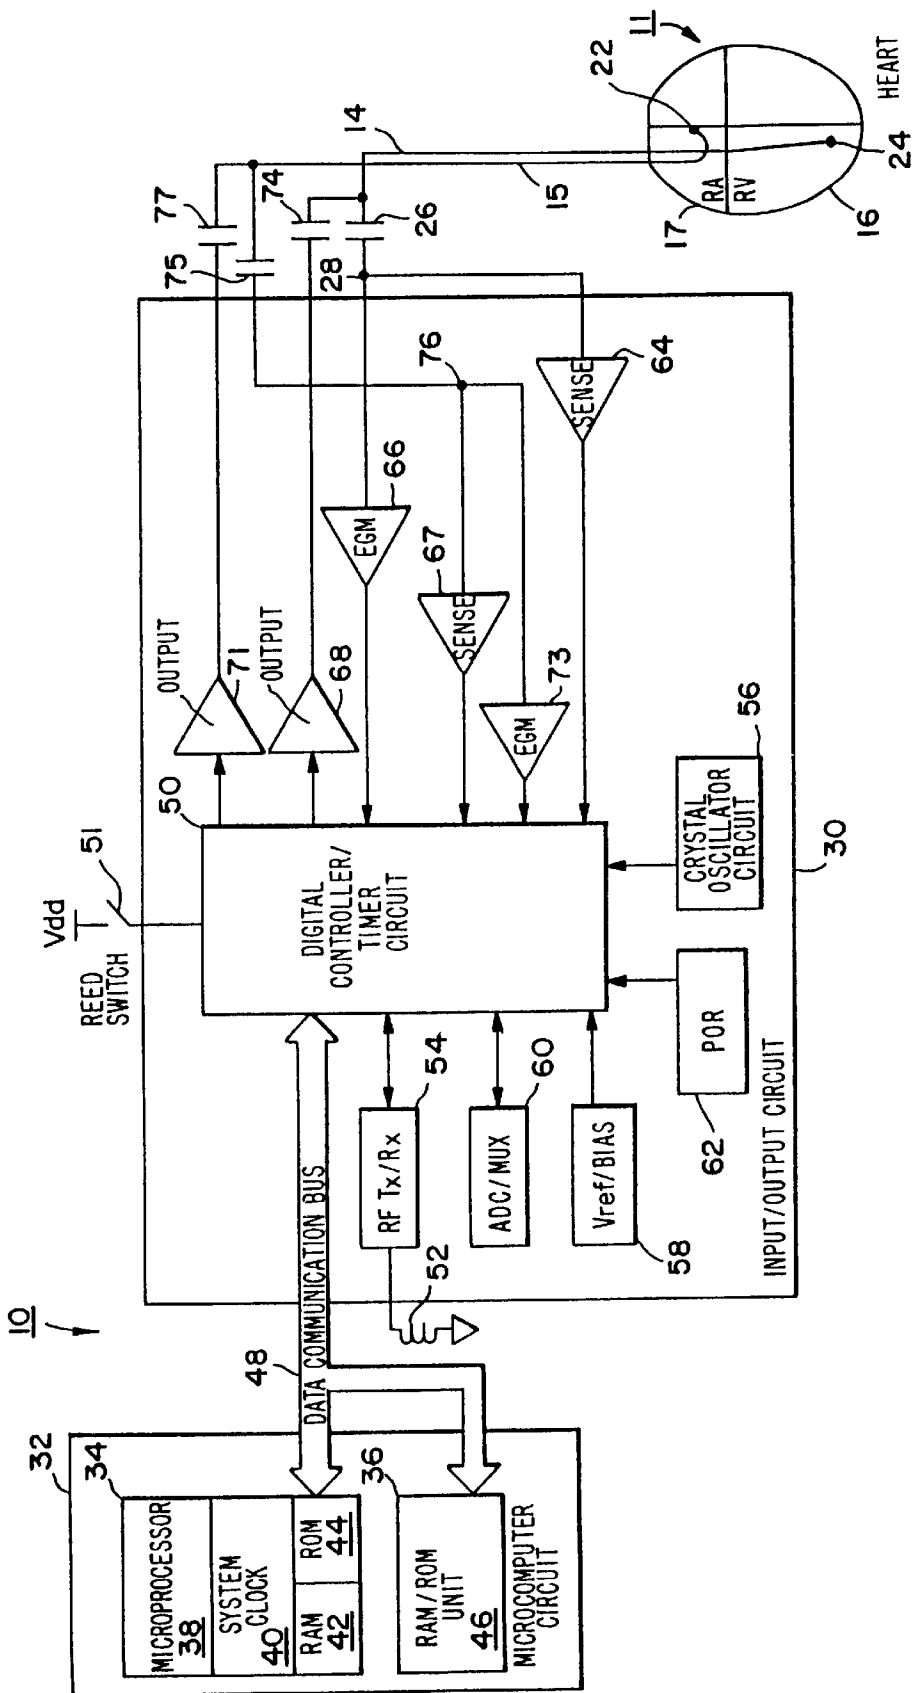 10
32
34
MICROPROCESSOR
38
SYSTEM
CLOCK
40
RAM
42
ROM
44
36
RAM/ROM
UNIT
46
MICROCOMPUTER
CIRCUIT
48
DATA COMMUNICATION BUS
Vdd
51
REED
SWITCH
50
DIGITAL
CONTROLLER/
TIMER
CIRCUIT
52
RF Tx/Rx
54
ADC/MUX
60
Vref/BIAS
58
POR
62
CRYSTAL
OSCILLATOR
CIRCUIT
56
INPUT/OUTPUT CIRCUIT
30
OUTPUT
71
OUTPUT
68
EGM
66
SENSE
67
EGM
73
SENSE
64
76
77
75
74
28
26
14
15
11
22
RA
RV
17
16
24
HEART